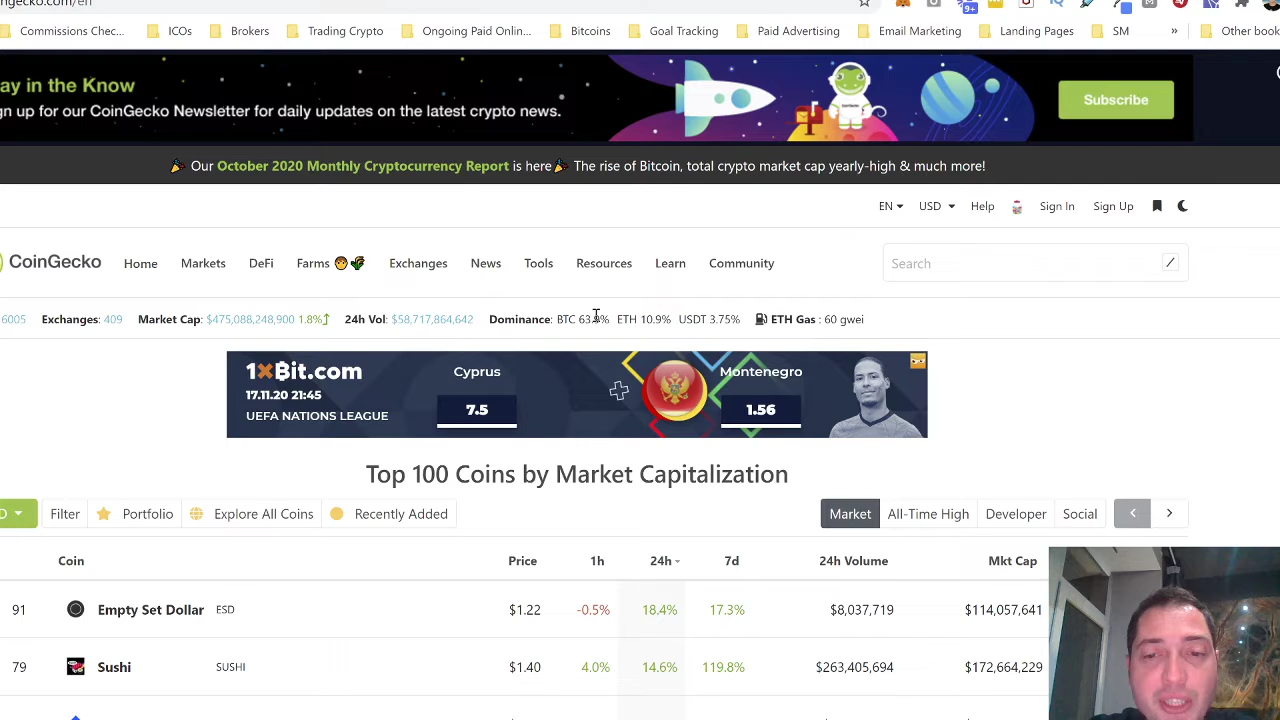 ngecko.com/en
Commissions Chec... ICOs Brokers Trading Crypto Ongoing Paid Onlin... Bitcoins Goal Tracking Paid Advertising Email Marketing Landing Pages SM » Other book
ay in the Know
ign up for our CoinGecko Newsletter for daily updates on the latest crypto news.
Subscribe
Our October 2020 Monthly Cryptocurrency Report is here The rise of Bitcoin, total crypto market cap yearly-high & much more!
EN USD Help Sign In Sign Up
CoinGecko Home Markets DeFi Farms Exchanges News Tools Resources Learn Community Search /
6005 Exchanges: 409 Market Cap: $475,088,248,900 1.8% 24h Vol: $58,717,864,642 Dominance: BTC ETH 10.9% USDT 3.75% ETH Gas : 60 gwei
1XBit.com
17.11.20 21:45
UEFA NATIONS LEAGUE
Cyprus
7.5
Montenegro
1.56
Top 100 Coins by Market Capitalization
D Filter Portfolio Explore All Coins Recently Added Market All-Time High Developer Social
Coin Price 1h 24h 7d 24h Volume Mkt Cap
91 Empty Set Dollar ESD $1.22 -0.5% 18.4% 17.3% $8,037,719 $114,057,641
79 Sushi SUSHI $1.40 4.0% 14.6% 119.8% $263,405,694 $172,664,229